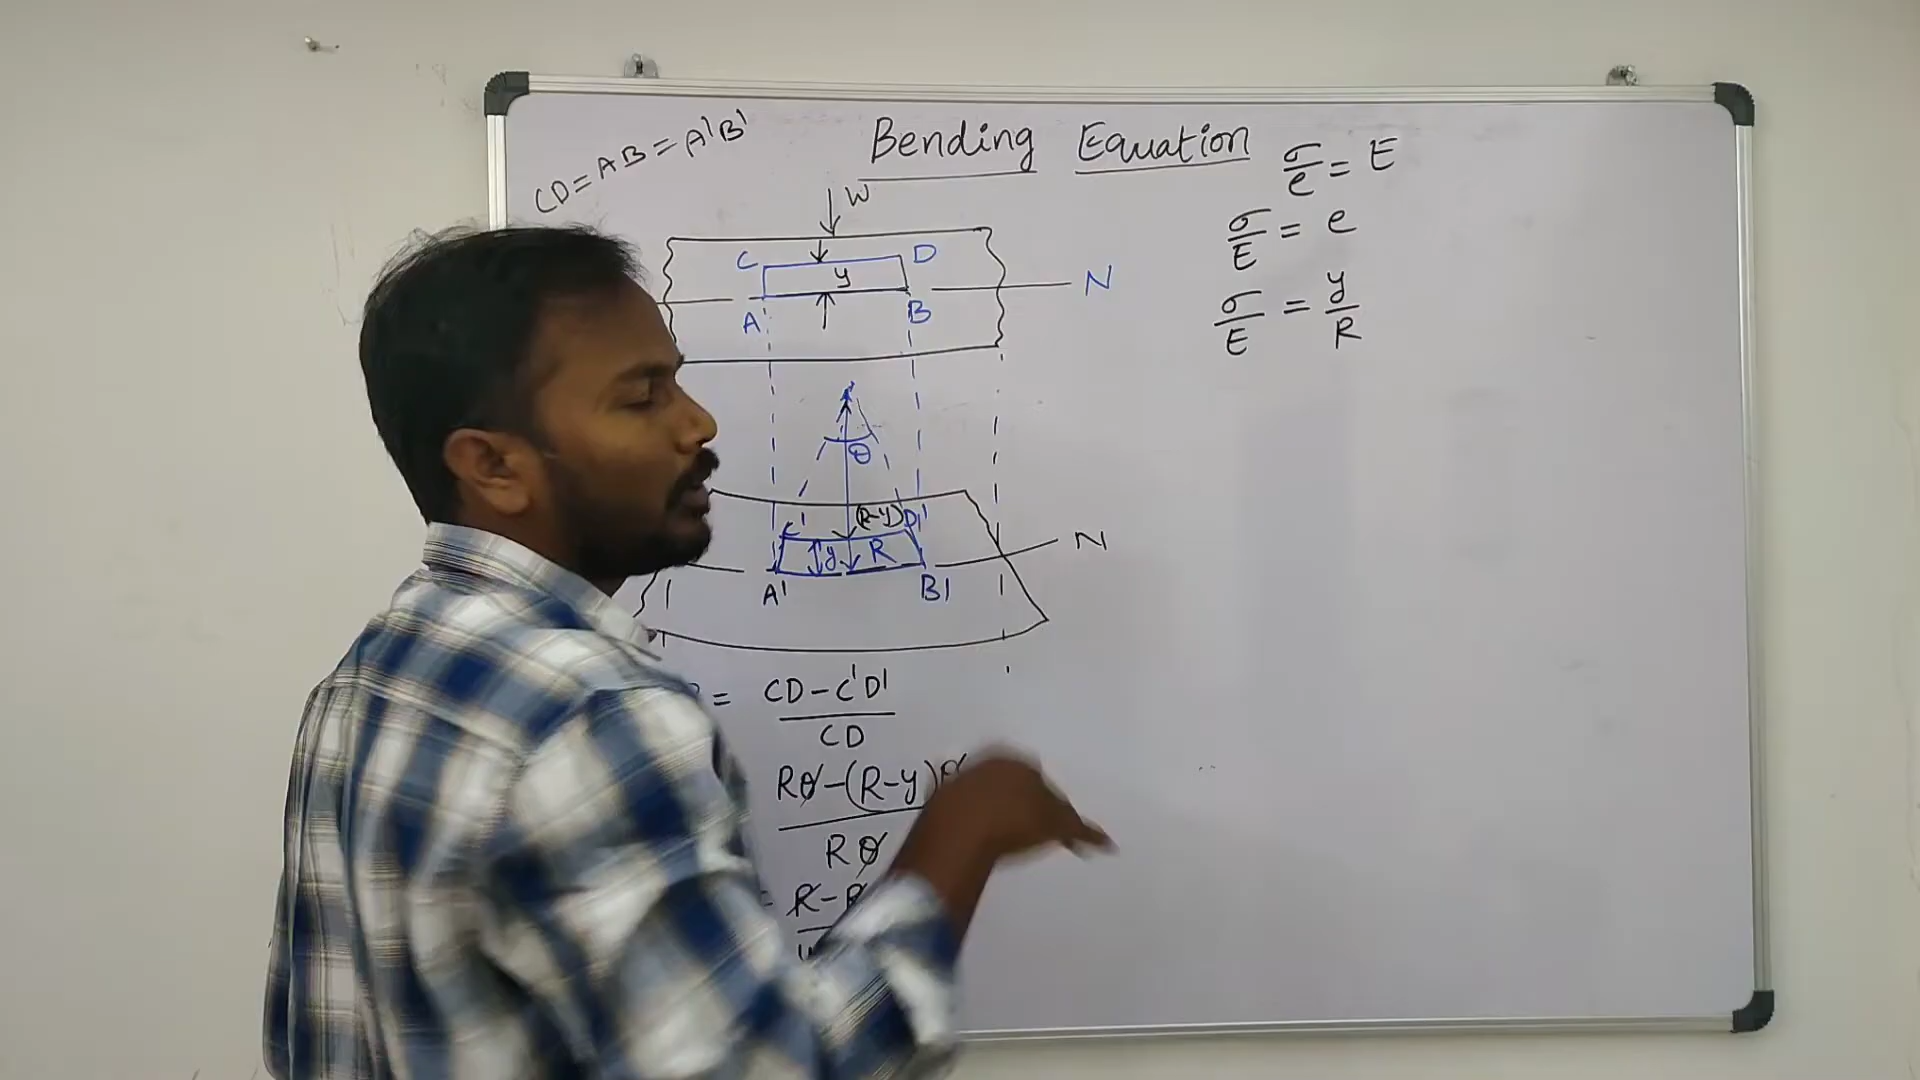 CD = AB = A'B'
Bending Equation
σ/e = E
W
σ/E = e
C D
y
N
A B
σ/E = y/R
θ
(R-y)
C' D'
y R
N
A' B'
= CD - C'D' / CD
Rθ - (R-y)θ / Rθ
= R - R